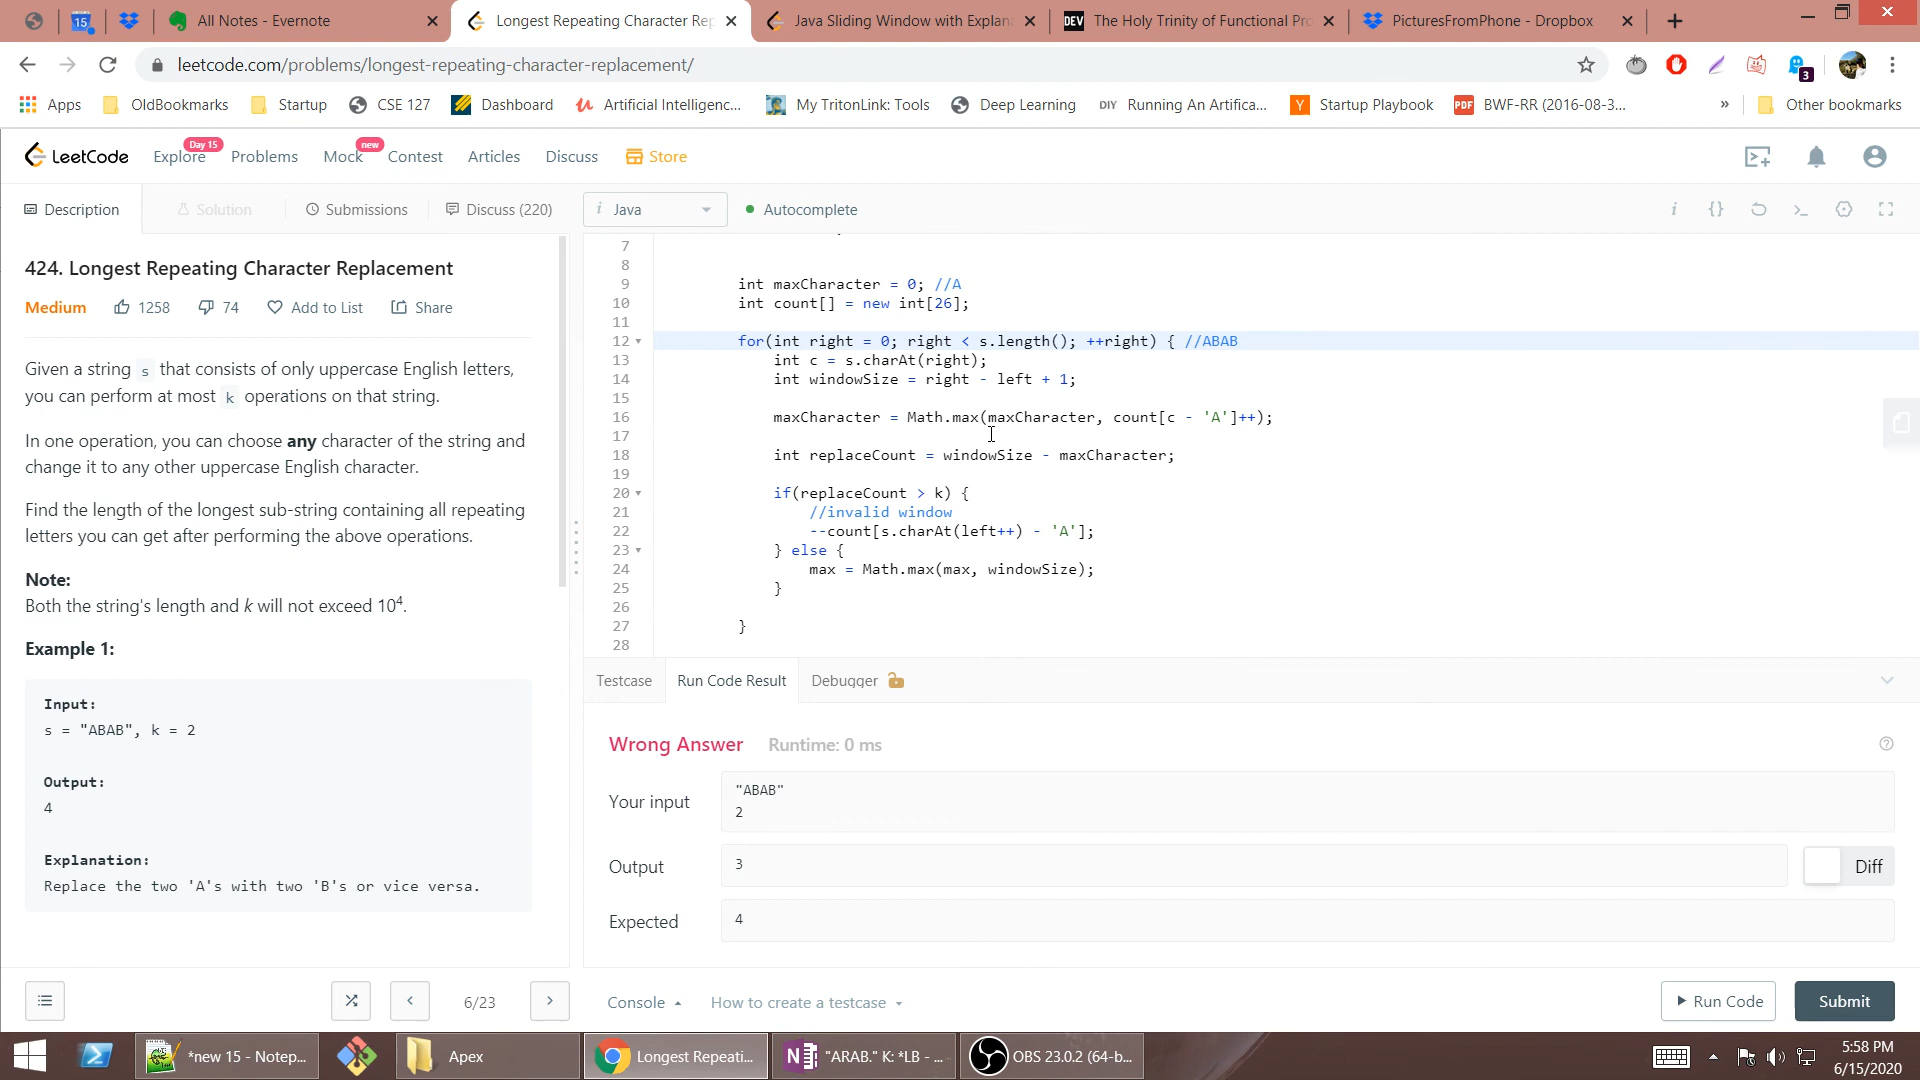 15
All Notes - Evernote
Longest Repeating Character Rep
Java Sliding Window with Explan
DEV
The Holy Trinity of Functional Pro
PicturesFromPhone - Dropbox
leetcode.com/problems/longest-repeating-character-replacement/
3
Apps
OldBookmarks
Startup
CSE 127
Dashboard
Artificial Intelligenc...
My TritonLink: Tools
Deep Learning
DIY
Running An Artifica...
Y
Startup Playbook
PDF
BWF-RR (2016-08-3...
»
Other bookmarks
LeetCode
Explore
Day 15
Problems
Mock
new
Contest
Articles
Discuss
Store
Description
Solution
Submissions
Discuss (220)
i Java
Autocomplete
424. Longest Repeating Character Replacement
Medium
1258
74
Add to List
Share
Given a string s that consists of only uppercase English letters,
you can perform at most k operations on that string.
In one operation, you can choose any character of the string and
change it to any other uppercase English character.
Find the length of the longest sub-string containing all repeating
letters you can get after performing the above operations.
Note:
Both the string's length and k will not exceed 10⁴.
Example 1:
Input:
s = "ABAB", k = 2
Output:
4
Explanation:
Replace the two 'A's with two 'B's or vice versa.
6/23
7
8
9 int maxCharacter = 0; //A
10 int count[] = new int[26];
11
12 for(int right = 0; right < s.length(); ++right) { //ABAB
13 int c = s.charAt(right);
14 int windowSize = right - left + 1;
15
16 maxCharacter = Math.max(maxCharacter, count[c - 'A']++);
17
18 int replaceCount = windowSize - maxCharacter;
19
20 if(replaceCount > k) {
21 //invalid window
22 --count[s.charAt(left++) - 'A'];
23 } else {
24 max = Math.max(max, windowSize);
25 }
26
27 }
28
Testcase
Run Code Result
Debugger
Wrong Answer
Runtime: 0 ms
Your input
"ABAB"
2
Output
3
Diff
Expected
4
Console
How to create a testcase
Run Code
Submit
*new 15 - Notep...
Apex
Longest Repeati...
"ARAB." K: *LB - ...
OBS 23.0.2 (64-b...
5:58 PM
6/15/2020